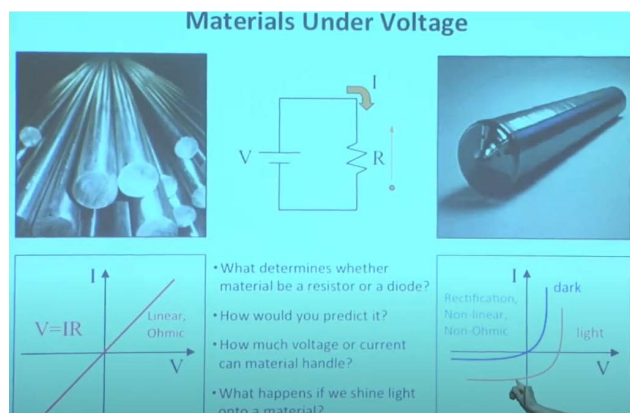 Materials Under Voltage
I
V
R
I
V=IR
Linear,
Ohmic
V
• What determines whether
material be a resistor or a diode?
• How would you predict it?
• How much voltage or current
can material handle?
• What happens if we shine light
onto a material?
I
Rectification,
Non-linear,
Non-Ohmic
dark
light
V